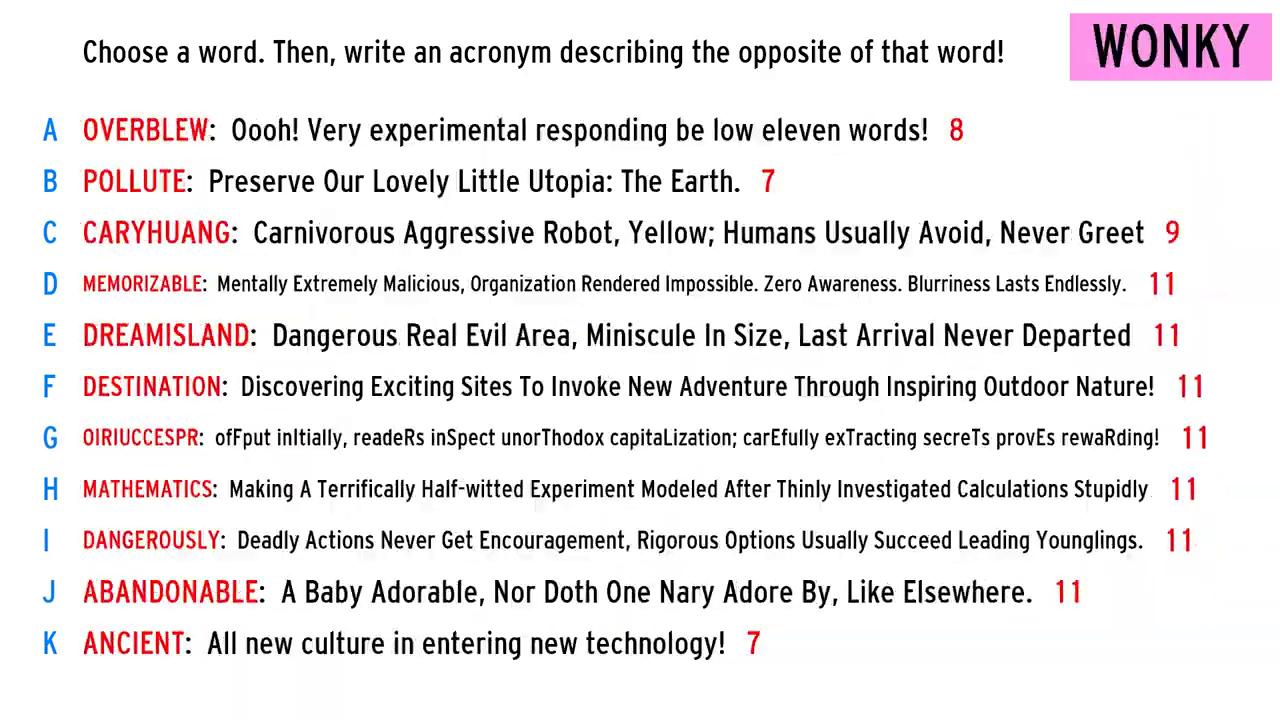 Choose a word. Then, write an acronym describing the opposite of that word!
WONKY
A OVERBLEW: Oooh! Very experimental responding be low eleven words! 8
B POLLUTE: Preserve Our Lovely Little Utopia: The Earth. 7
C CARYHUANG: Carnivorous Aggressive Robot, Yellow; Humans Usually Avoid, Never Greet 9
D MEMORIZABLE: Mentally Extremely Malicious, Organization Rendered Impossible. Zero Awareness. Blurriness Lasts Endlessly. 11
E DREAMISLAND: Dangerous Real Evil Area, Miniscule In Size, Last Arrival Never Departed 11
F DESTINATION: Discovering Exciting Sites To Invoke New Adventure Through Inspiring Outdoor Nature! 11
G OIRIUCCESPR: ofFput inItially, readeRs inSpect unorThodox capitaLization; carEfully exTracting secreTs provEs rewaRding! 11
H MATHEMATICS: Making A Terrifically Half-witted Experiment Modeled After Thinly Investigated Calculations Stupidly 11
I DANGEROUSLY: Deadly Actions Never Get Encouragement, Rigorous Options Usually Succeed Leading Younglings. 11
J ABANDONABLE: A Baby Adorable, Nor Doth One Nary Adore By, Like Elsewhere. 11
K ANCIENT: All new culture in entering new technology! 7